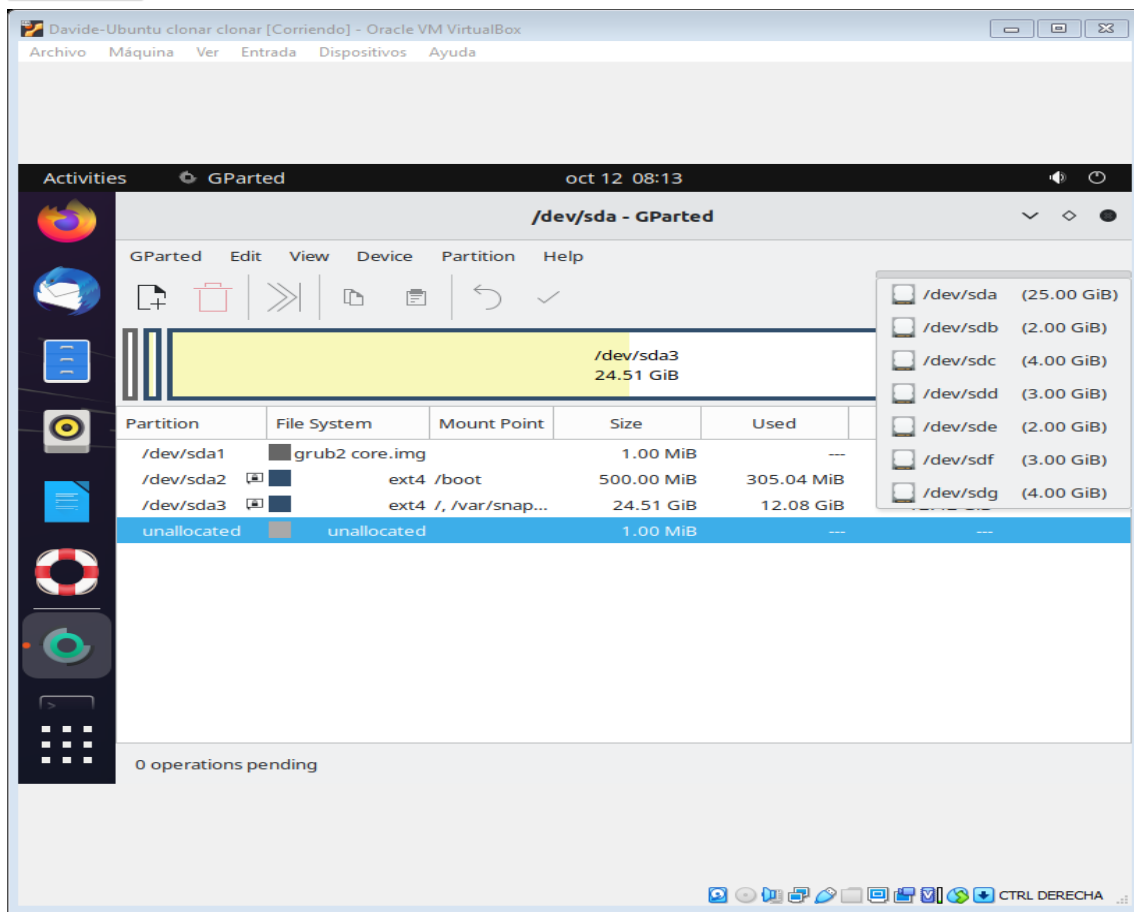 Davide-Ubuntu clonar clonar [Corriendo] - Oracle VM VirtualBox
Archivo Máquina Ver Entrada Dispositivos Ayuda
Activities GParted oct 12 08:13
/dev/sda - GParted
GParted Edit View Device Partition Help
/dev/sda (25.00 GiB)
/dev/sdb (2.00 GiB)
/dev/sdc (4.00 GiB)
/dev/sdd (3.00 GiB)
/dev/sde (2.00 GiB)
/dev/sdf (3.00 GiB)
/dev/sdg (4.00 GiB)
/dev/sda3
24.51 GiB
Partition File System Mount Point Size Used
/dev/sda1 grub2 core.img 1.00 MiB ---
/dev/sda2 ext4 /boot 500.00 MiB 305.04 MiB
/dev/sda3 ext4 /, /var/snap... 24.51 GiB 12.08 GiB
unallocated unallocated 1.00 MiB --- ---
0 operations pending
CTRL DERECHA